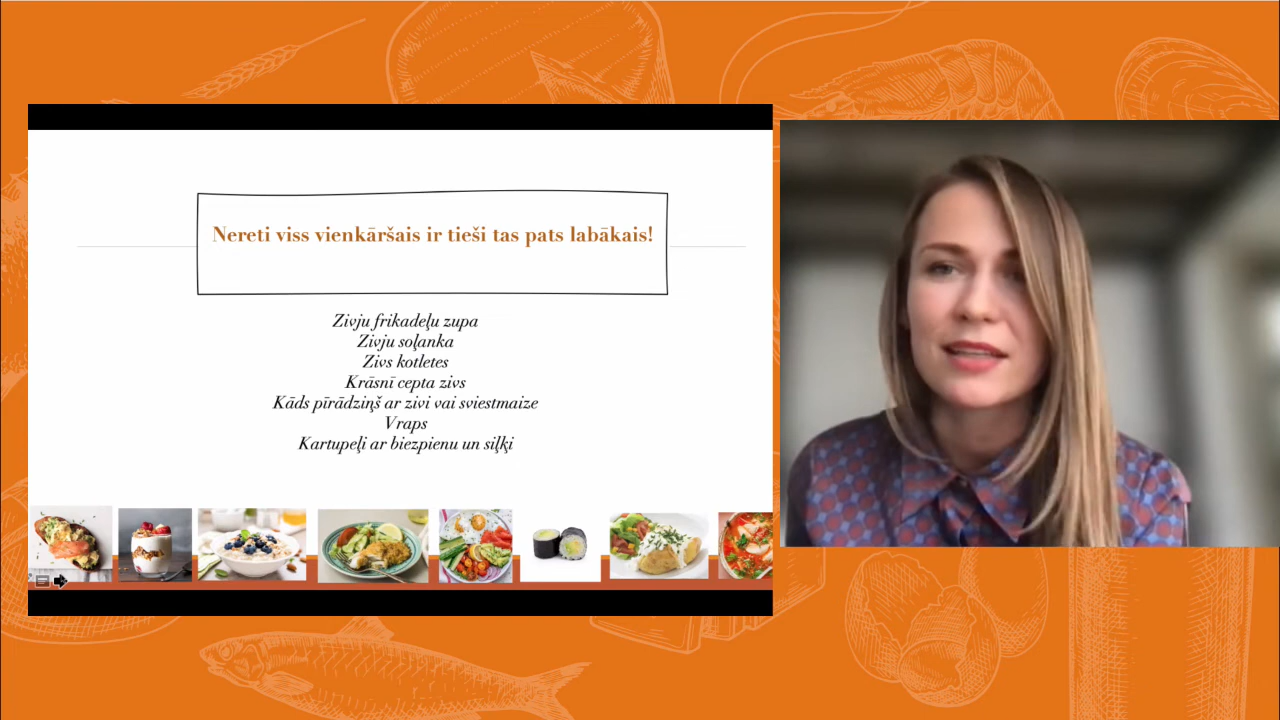 Nereti viss vienkāršais ir tieši tas pats labākais!
Zivju frikadeļu zupa
Zivju soļanka
Zivs kotletes
Krāsnī cepta zivs
Kāds pīrādziņš ar zivi vai sviestmaize
Vraps
Kartupeļi ar biezpienu un siļķi